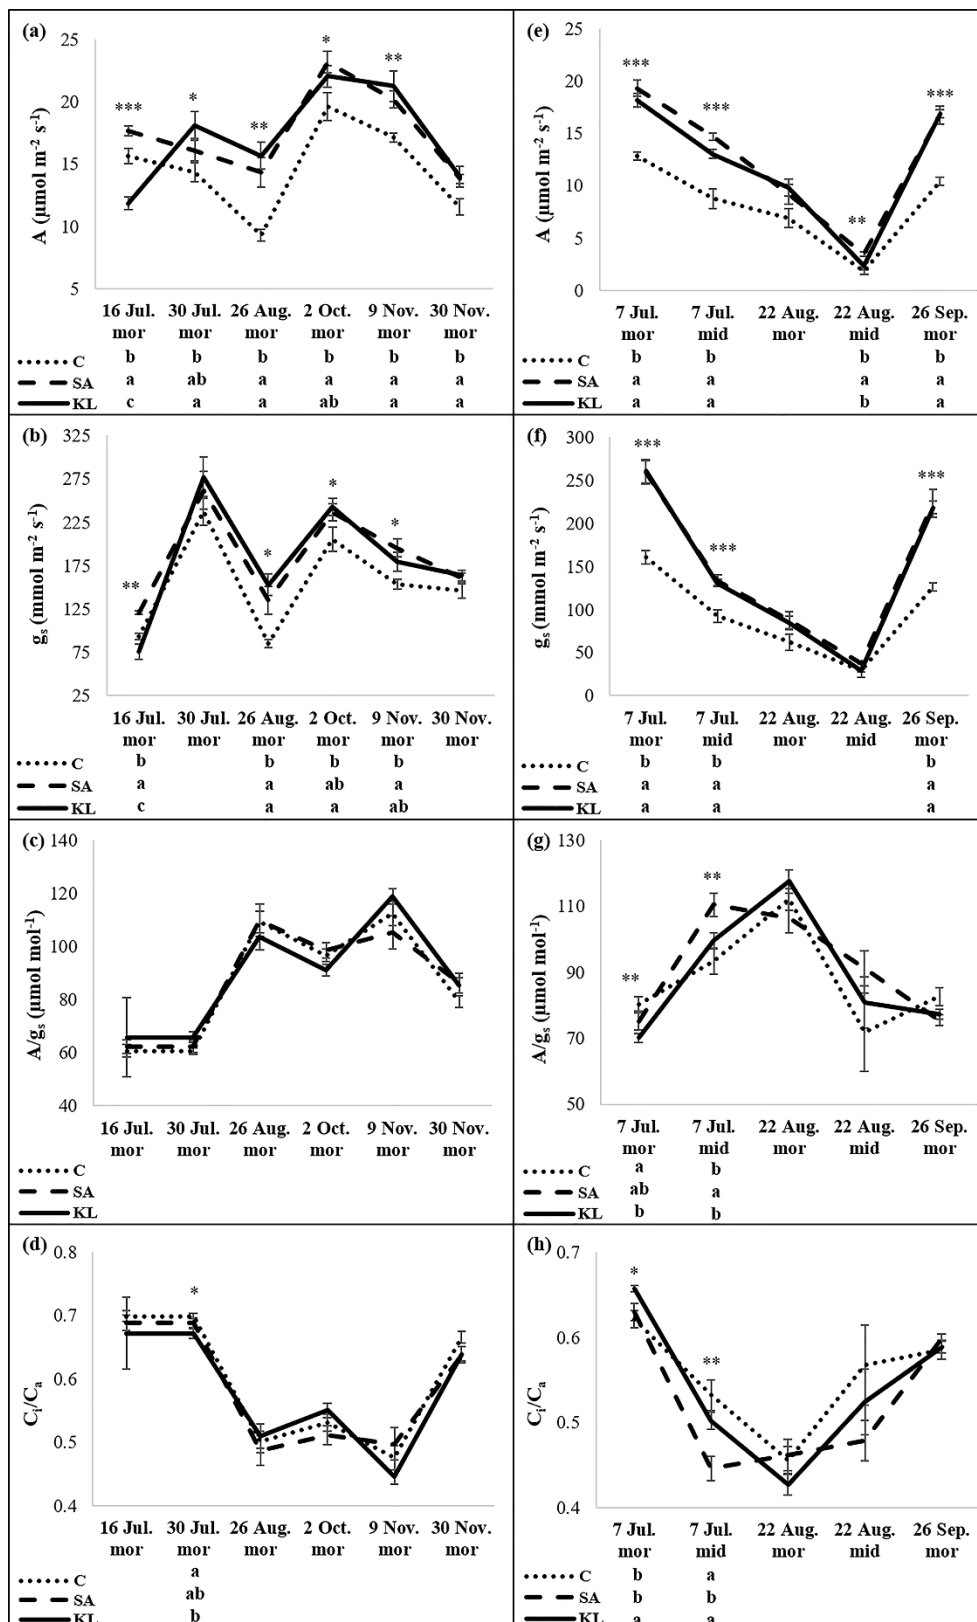 (a)
A (µmol m⁻² s⁻¹)
25
20
15
10
5
***
*
**
*
**
16 Jul. 30 Jul. 26 Aug. 2 Oct. 9 Nov. 30 Nov.
mor mor mor mor mor mor
C b b b b b b
SA a ab a a a a
KL c a a ab a a
(e)
A (µmol m⁻² s⁻¹)
25
20
15
10
5
0
***
***
**
***
7 Jul. 7 Jul. 22 Aug. 22 Aug. 26 Sep.
mor mid mor mid mor
C b b b b
SA a a a a
KL a a b a
(b)
gs (mmol m⁻² s⁻¹)
325
275
225
175
125
75
25
**
*
*
*
16 Jul. 30 Jul. 26 Aug. 2 Oct. 9 Nov. 30 Nov.
mor mor mor mor mor mor
C b b b b
SA a a ab a
KL c a a ab
(f)
gs (mmol m⁻² s⁻¹)
300
250
200
150
100
50
0
***
***
***
7 Jul. 7 Jul. 22 Aug. 22 Aug. 26 Sep.
mor mid mor mid mor
C b b b
SA a a a
KL a a a
(c)
A/gs (µmol mol⁻¹)
140
120
100
80
60
40
16 Jul. 30 Jul. 26 Aug. 2 Oct. 9 Nov. 30 Nov.
mor mor mor mor mor mor
C
SA
KL
(g)
A/gs (µmol mol⁻¹)
130
110
90
70
50
**
**
7 Jul. 7 Jul. 22 Aug. 22 Aug. 26 Sep.
mor mid mor mid mor
C a b
SA ab a
KL b b
(d)
Ci/Ca
0.8
0.7
0.6
0.5
0.4
*
16 Jul. 30 Jul. 26 Aug. 2 Oct. 9 Nov. 30 Nov.
mor mor mor mor mor mor
C a
SA ab
KL b
(h)
Ci/Ca
0.7
0.6
0.5
0.4
*
**
7 Jul. 7 Jul. 22 Aug. 22 Aug. 26 Sep.
mor mid mor mid mor
C b a
SA b b
KL a a